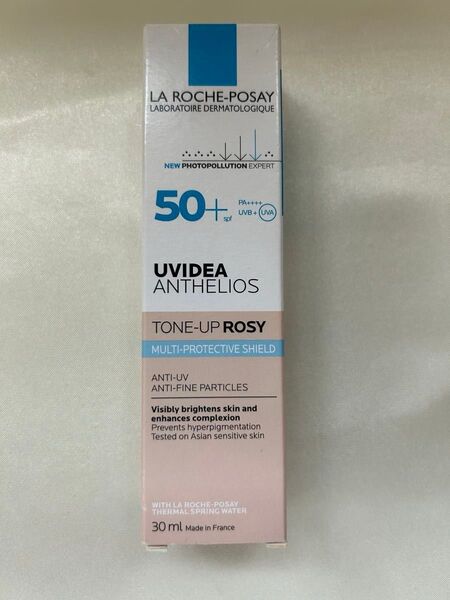 LA ROCHE-POSAY
LABORATOIRE DERMATOLOGIQUE
NEW PHOTOPOLLUTION EXPERT
50+ spf
PA++++
UVB + UVA
UVIDEA
ANTHELIOS
TONE-UP ROSY
MULTI-PROTECTIVE SHIELD
ANTI-UV
ANTI-FINE PARTICLES
Visibly brightens skin and
enhances complexion
Prevents hyperpigmentation
Tested on Asian sensitive skin
WITH LA ROCHE-POSAY
THERMAL SPRING WATER
30 ml Made in France